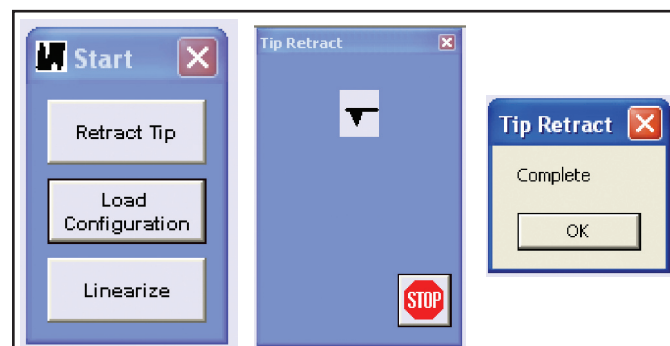 Start
Retract Tip
Load
Configuration
Linearize
Tip Retract
STOP
Tip Retract
Complete
OK